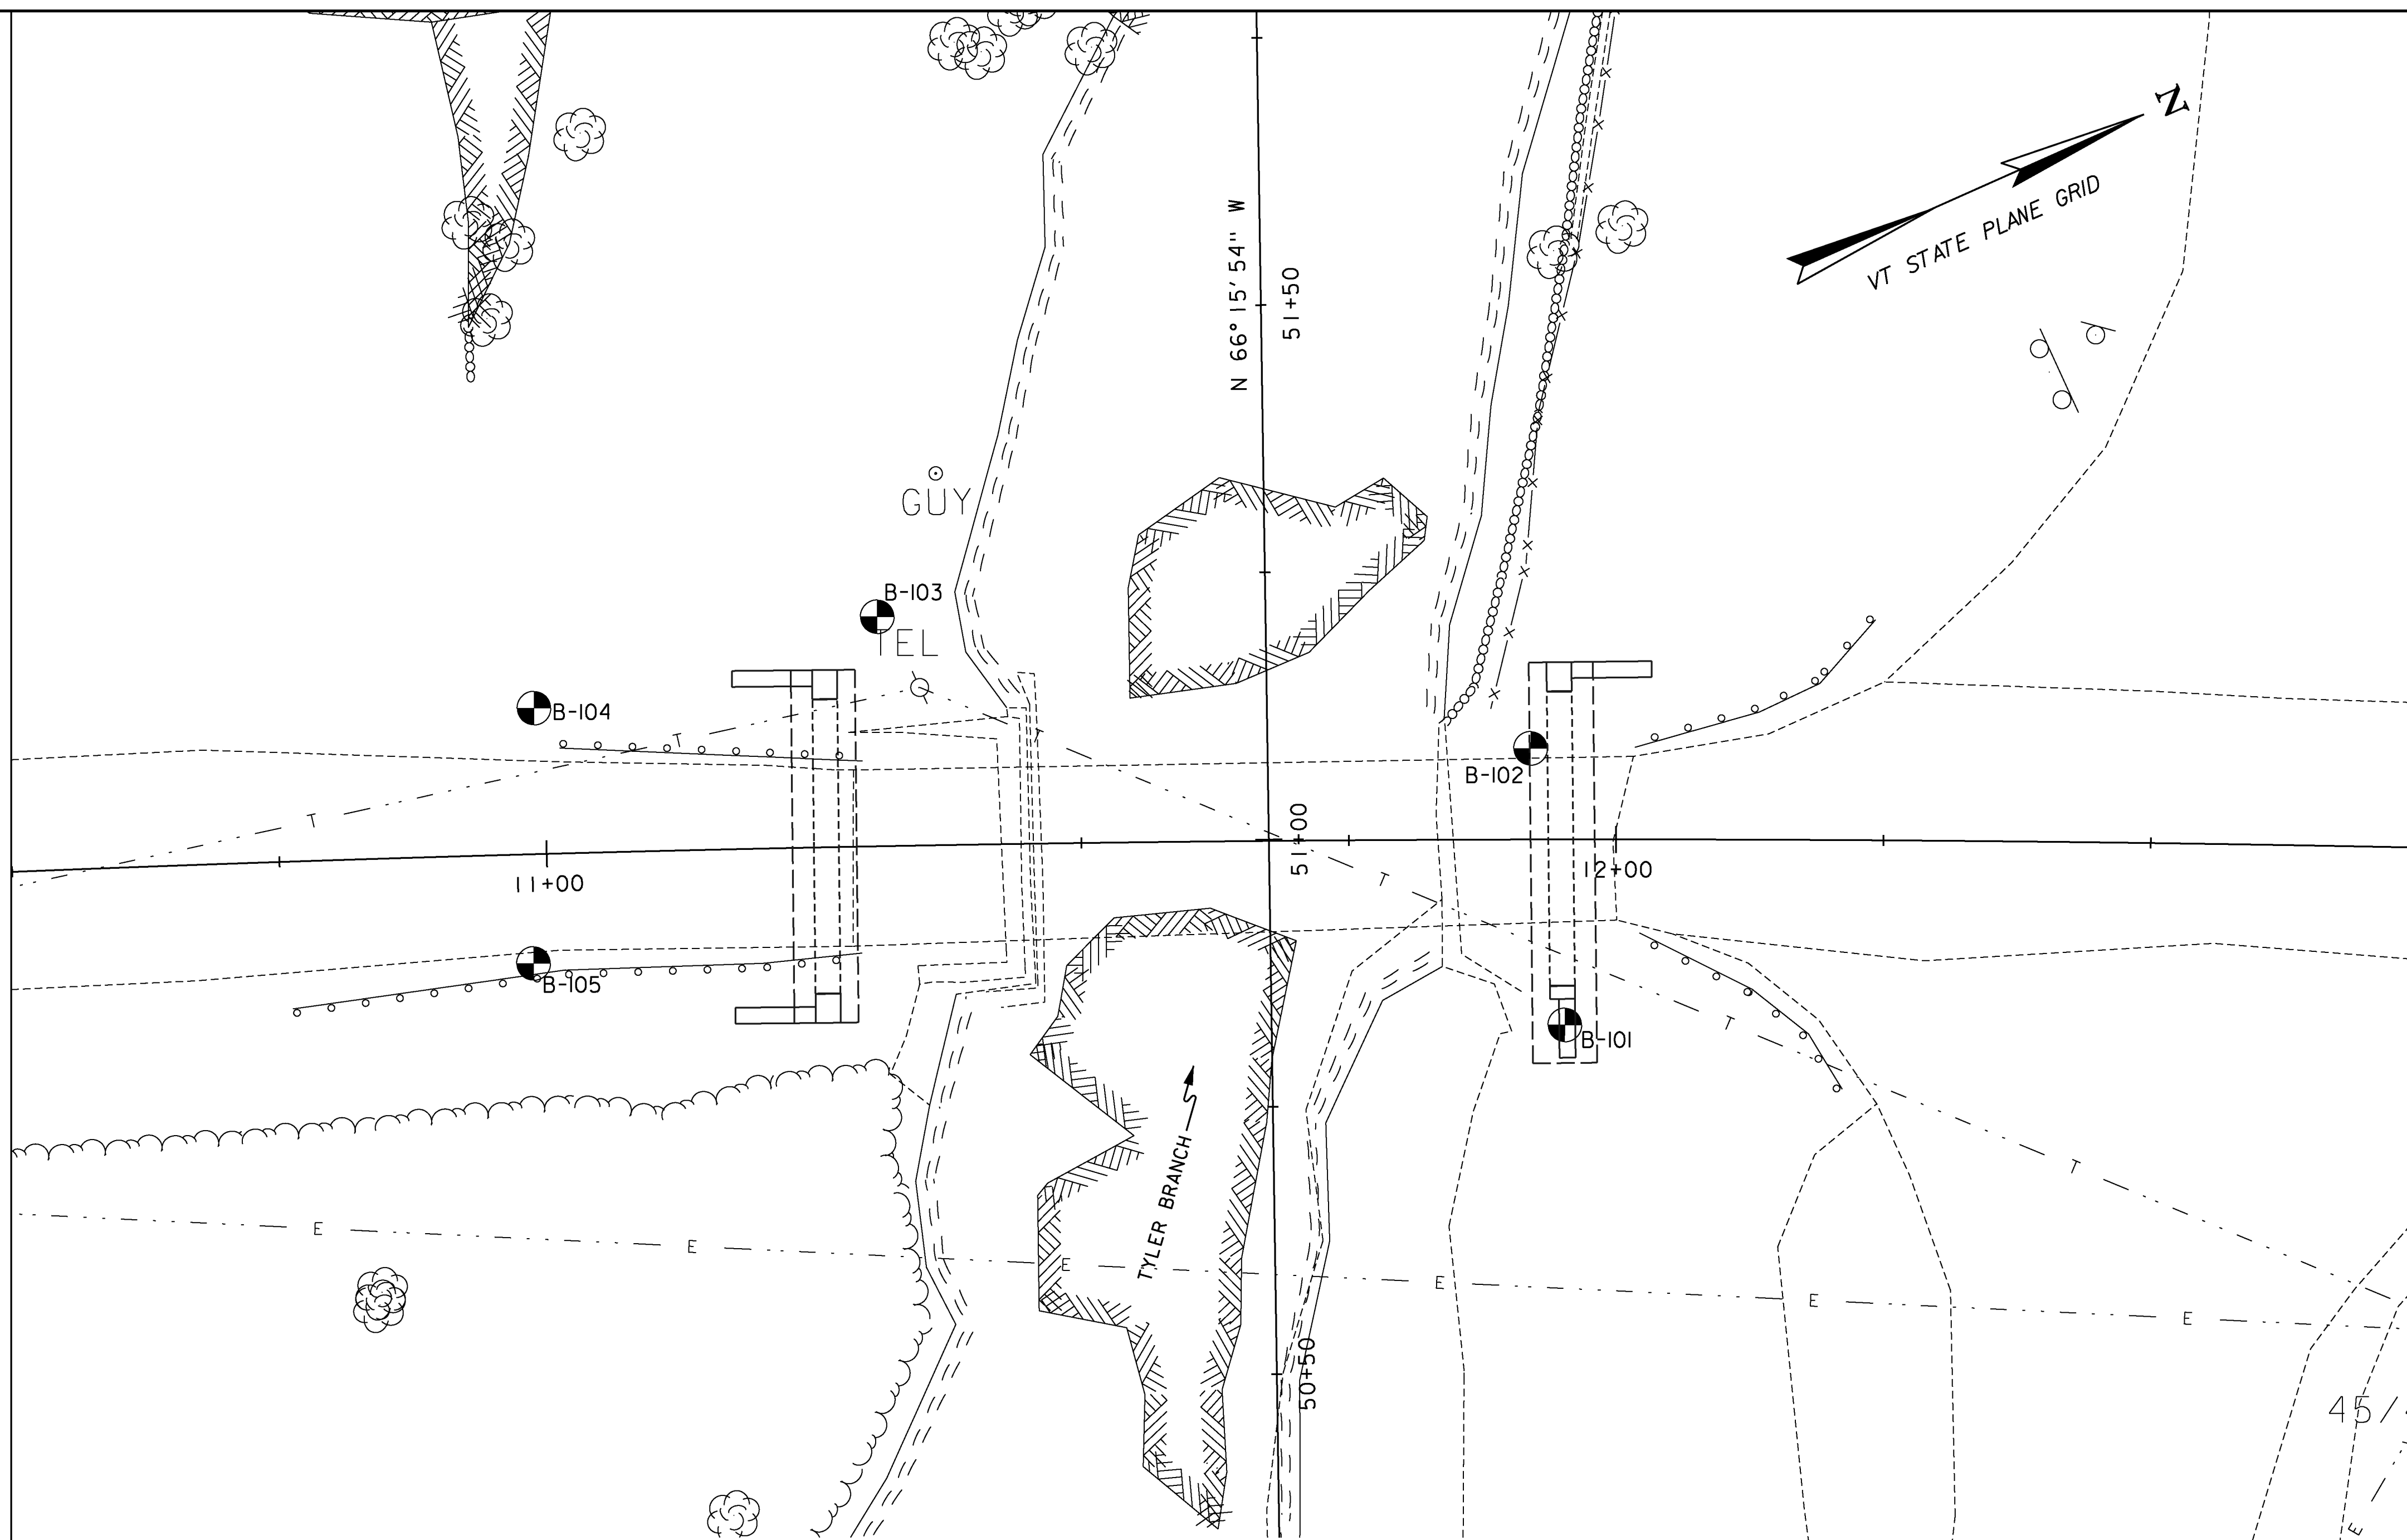 N
VT STATE PLANE GRID
N 66° 15' 54" W
51+50
GUY
B-103
TEL
B-104
T
T
B-102
51+00
T
11+00
12+00
B-105
T
B-101
TYLER BRANCH
T
E
E
E
E
E
E
50+50
45
E